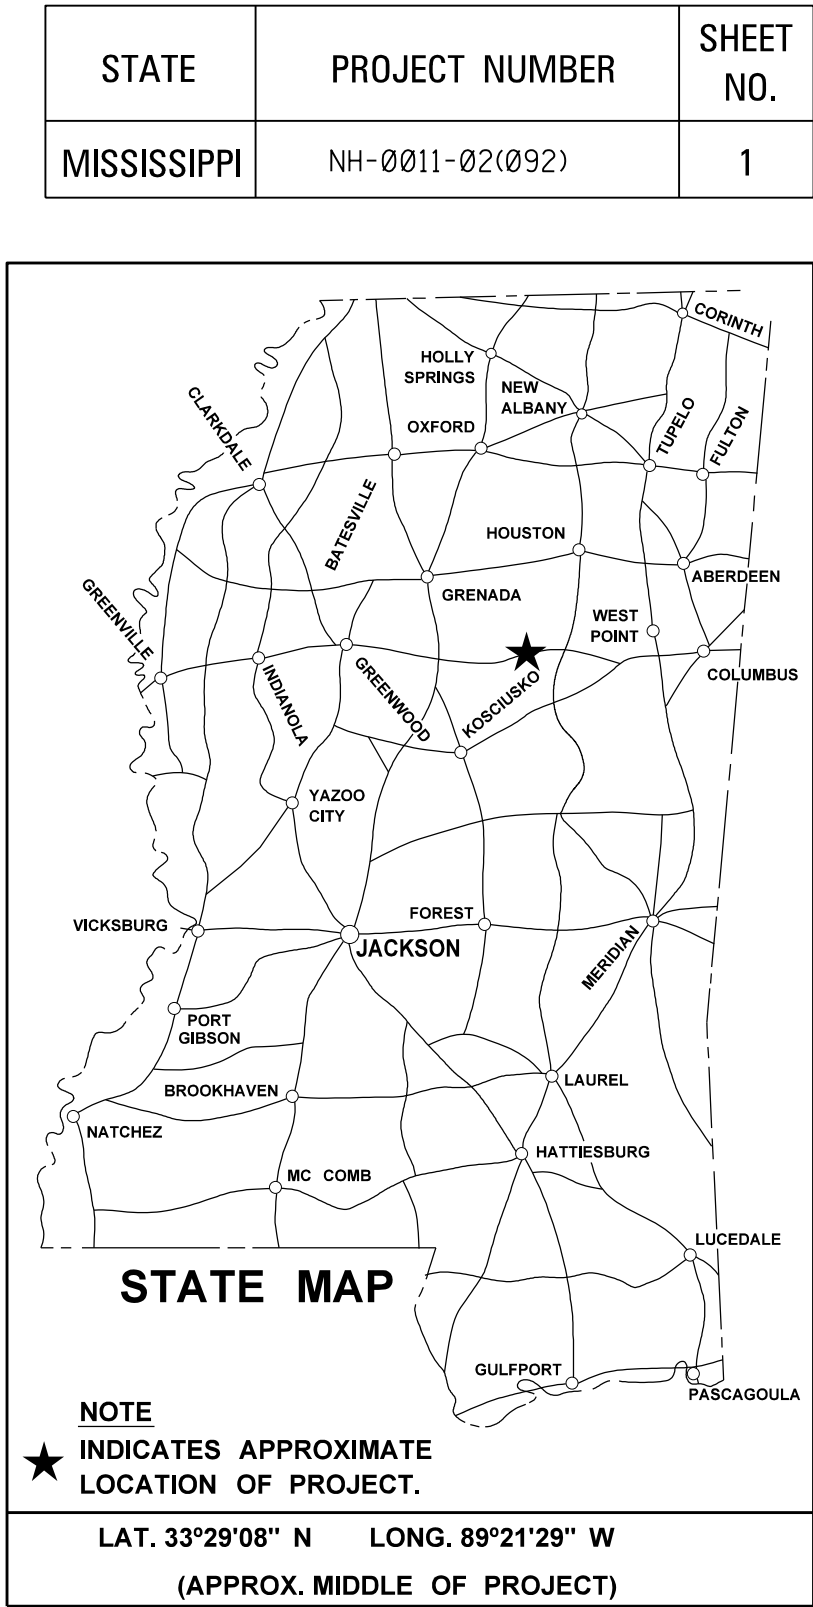 STATE
PROJECT NUMBER
SHEET
NO.
MISSISSIPPI
NH-0011-02(092)
1
CORINTH
HOLLY
SPRINGS
NEW
ALBANY
CLARKDALE
OXFORD
TUPELO
FULTON
BATESVILLE
HOUSTON
ABERDEEN
GREENVILLE
GRENADA
WEST
POINT
COLUMBUS
INDIANOLA
GREENWOOD
KOSCIUSKO
YAZOO
CITY
VICKSBURG
FOREST
JACKSON
MERIDIAN
PORT
GIBSON
BROOKHAVEN
LAUREL
NATCHEZ
HATTIESBURG
MC COMB
LUCEDALE
STATE MAP
GULFPORT
PASCAGOULA
NOTE
★ INDICATES APPROXIMATE
LOCATION OF PROJECT.
LAT. 33°29'08" N LONG. 89°21'29" W
(APPROX. MIDDLE OF PROJECT)